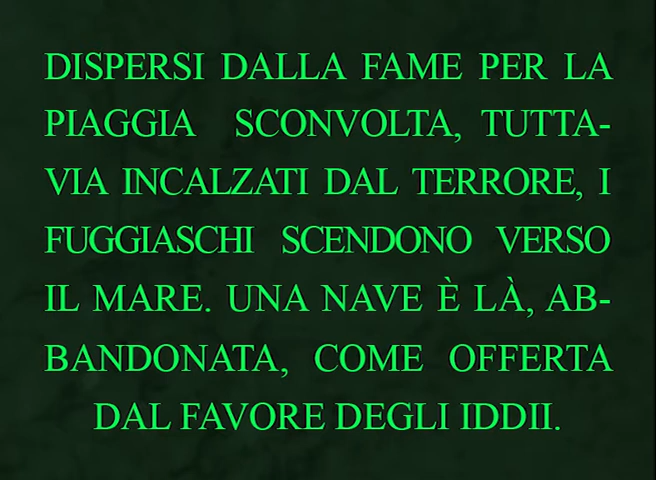 DISPERSI DALLA FAME PER LA
PIAGGIA SCONVOLTA, TUTTA-
VIA INCALZATI DAL TERRORE, I
FUGGIASCHI SCENDONO VERSO
IL MARE. UNA NAVE È LÀ, AB-
BANDONATA, COME OFFERTA
DAL FAVORE DEGLI IDDII.